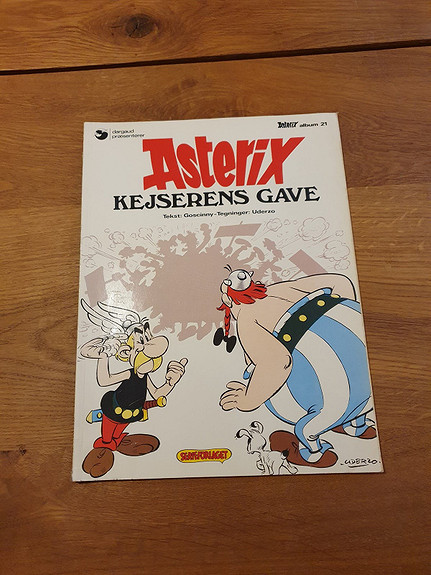 dargaud
præsenterer
Asterix album 21
Asterix
KEJSERENS GAVE
Tekst: Goscinny - Tegninger: Uderzo
SERIEFORLAGET
UDERZO